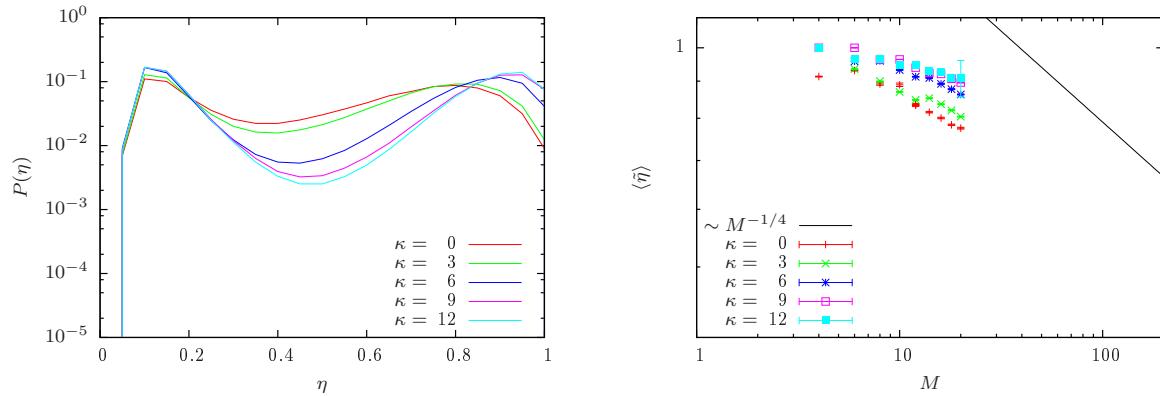 10^0
10^{-1}
10^{-2}
10^{-3}
10^{-4}
10^{-5}
P(η)
0 0.2 0.4 0.6 0.8 1
η
κ = 0
κ = 3
κ = 6
κ = 9
κ = 12
1
⟨η̃⟩
1 10 100
M
∼ M^{-1/4}
κ = 0
κ = 3
κ = 6
κ = 9
κ = 12